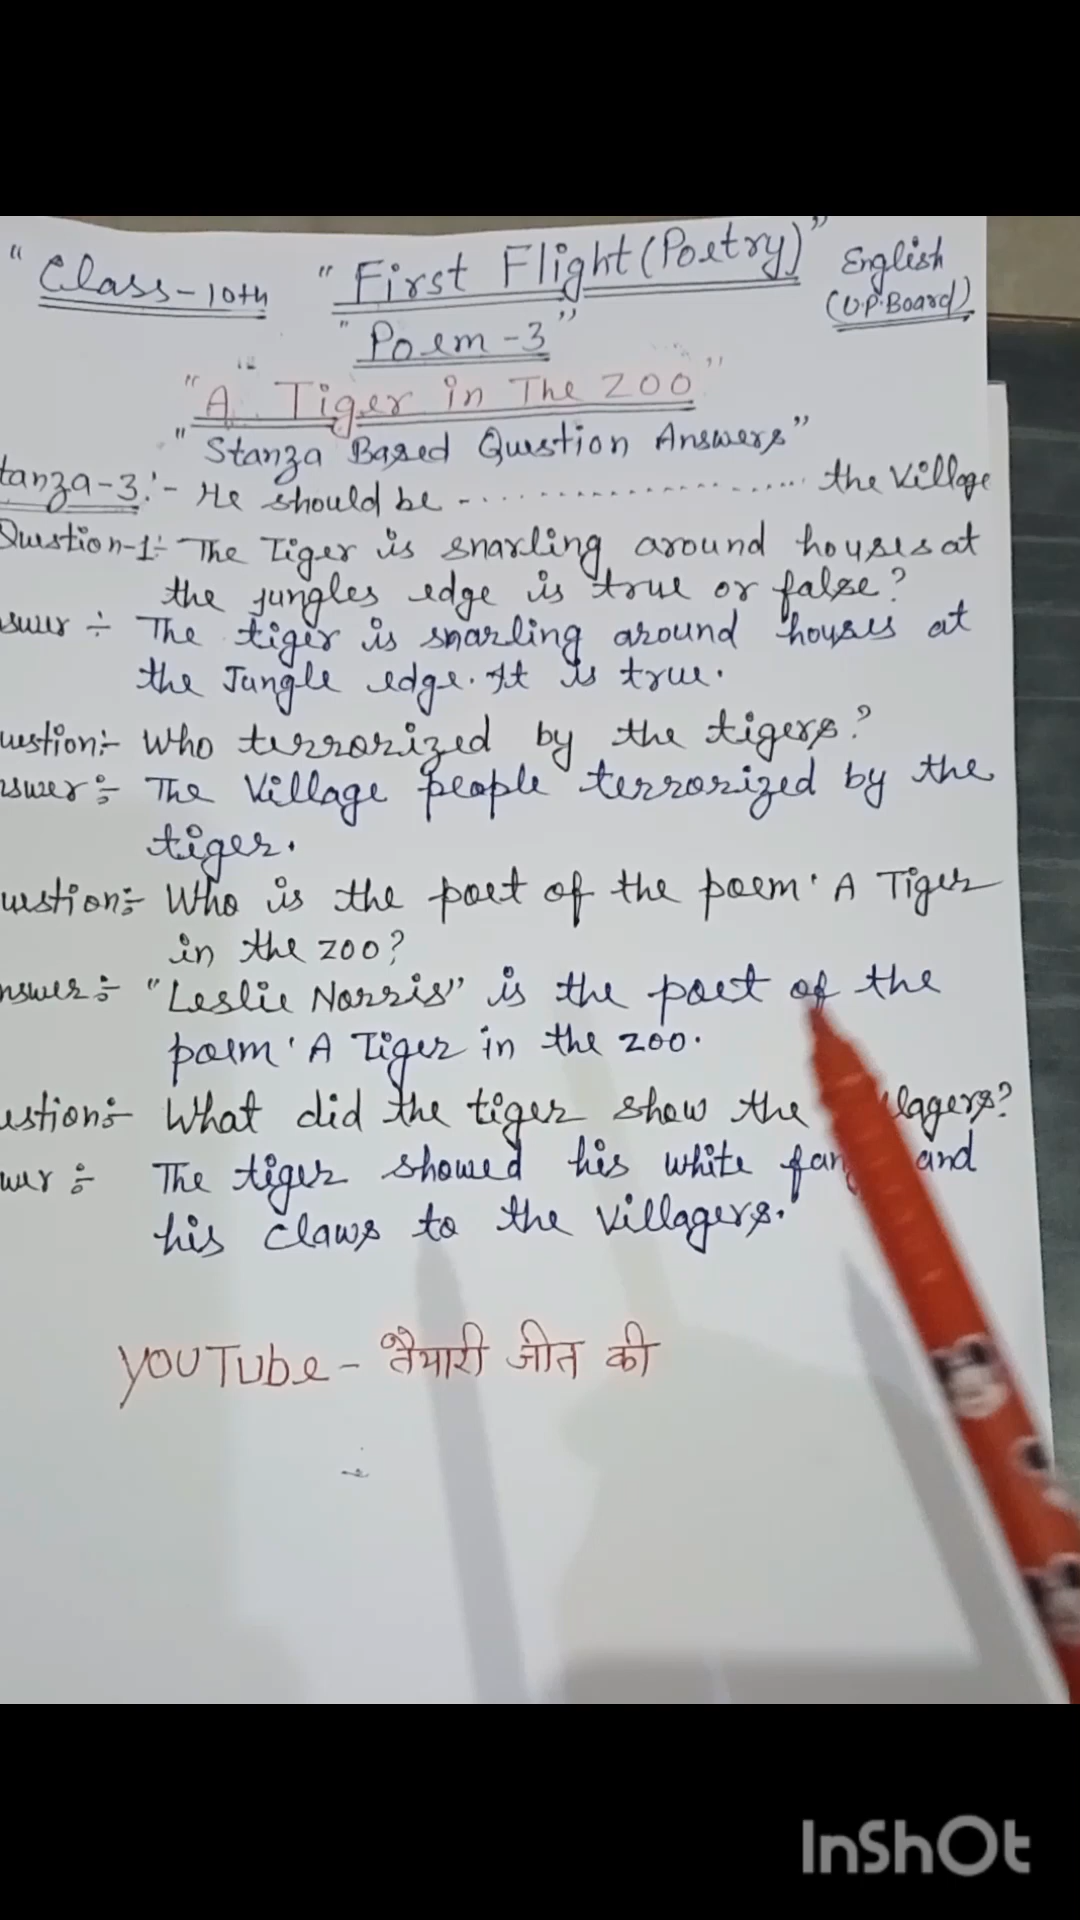 "Class-10th "First Flight (Poetry)" English
(U.P. Board)
"Poem-3"
"A" Tiger in The Zoo"
"Stanza Based Question Answers"
tanza-3:- He should be - .................... the Village
Question-1:- The Tiger is snarling around houses at
the jungles edge is true or false?
swer ÷ The tiger is snarling around houses at
the Jungle edge. It is true.
uestion:- Who terrorized by the tigers?
swer ÷ The Village people terrorized by the
tiger.
uestion:- Who is the poet of the poem 'A Tiger
in the zoo?
nswer ÷ "Leslie Norris" is the poet of the
poem 'A Tiger in the zoo.
estion:- What did the tiger show the lagers?
wer ÷ The tiger showed his white fan and
his claws to the villagers.
YouTube - तैयारी जीत की
InShOt